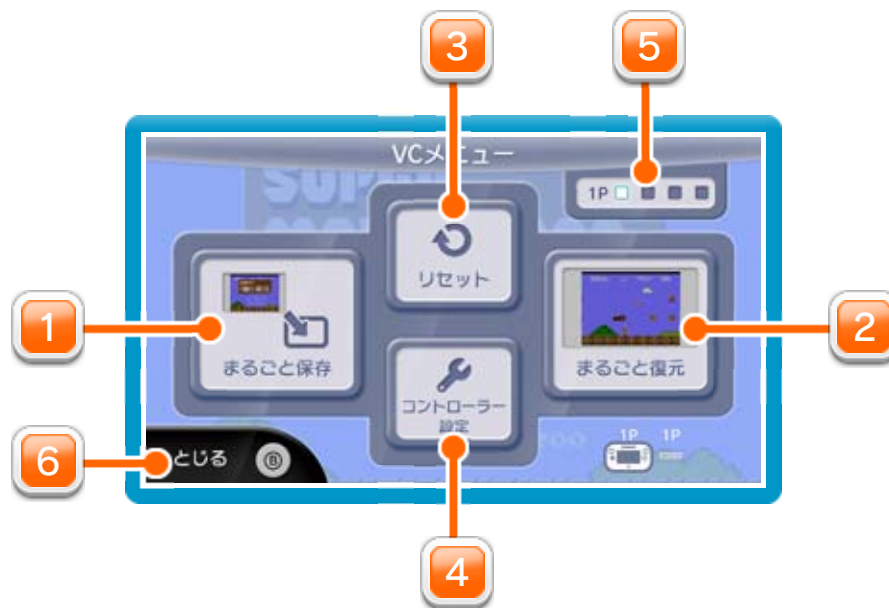 3
5
VCメニュー
SUPER
1P
リセット
1
まるごと保存
2
まるごと復元
コントローラー
設定
6
とじる
B
1P 1P
4